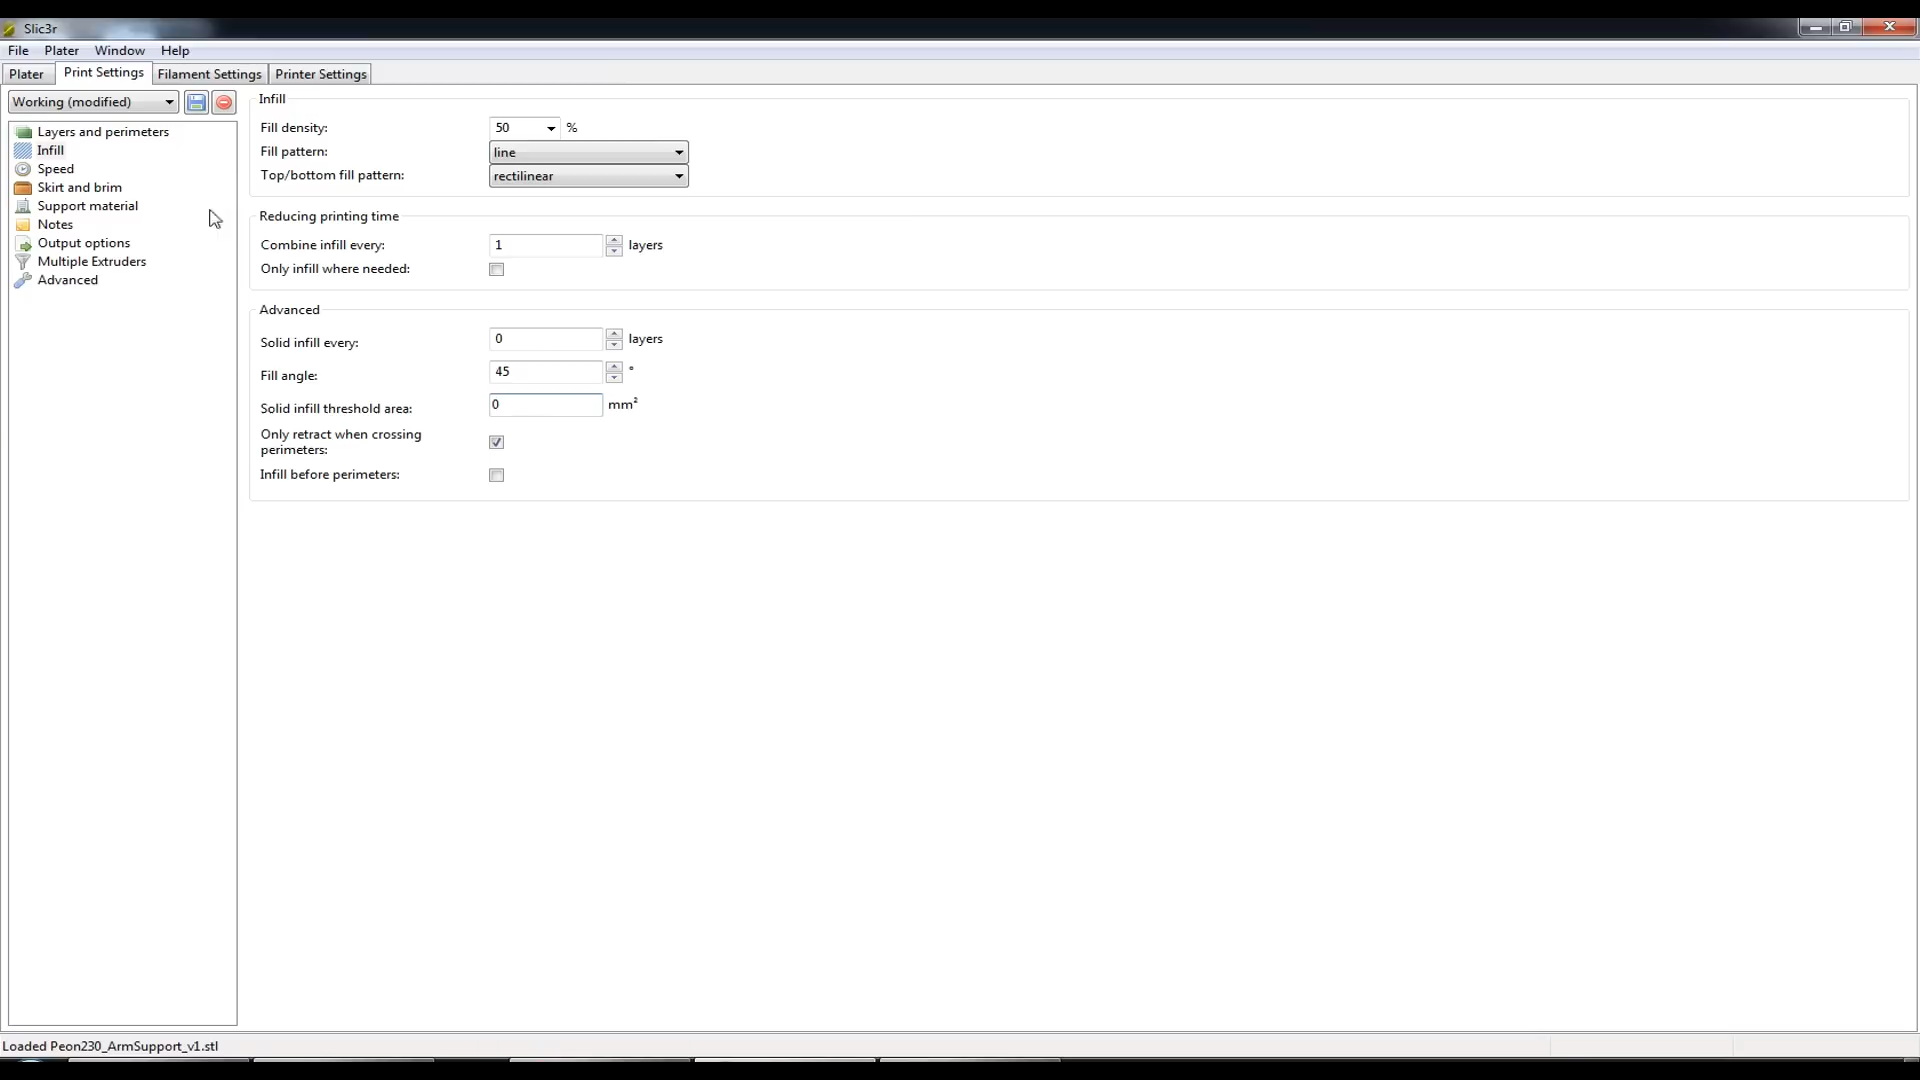 Slic3r
File Plater Window Help
Plater Print Settings Filament Settings Printer Settings
Working (modified)
Layers and perimeters
Infill
Speed
Skirt and brim
Support material
Notes
Output options
Multiple Extruders
Advanced
Infill
Fill density: 50 %
Fill pattern: line
Top/bottom fill pattern: rectilinear
Reducing printing time
Combine infill every: 1 layers
Only infill where needed:
Advanced
Solid infill every: 0 layers
Fill angle: 45 °
Solid infill threshold area: 0 mm²
Only retract when crossing
perimeters:
Infill before perimeters:
Loaded Peon230_ArmSupport_v1.stl